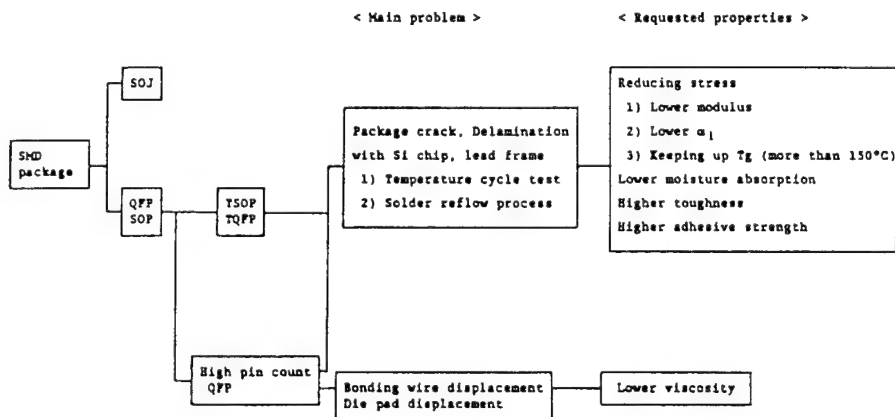 < Main problem >
< Requested properties >
SOJ
SMD
package
QFP
SOP
TSOP
TQFP
High pin count
QFP
Package crack, Delamination
with Si chip, lead frame
1) Temperature cycle test
2) Solder reflow process
Reducing stress
1) Lower modulus
2) Lower α₁
3) Keeping up Tg (more than 150°C)
Lower moisture absorption
Higher toughness
Higher adhesive strength
Bonding wire displacement
Die pad displacement
Lower viscosity